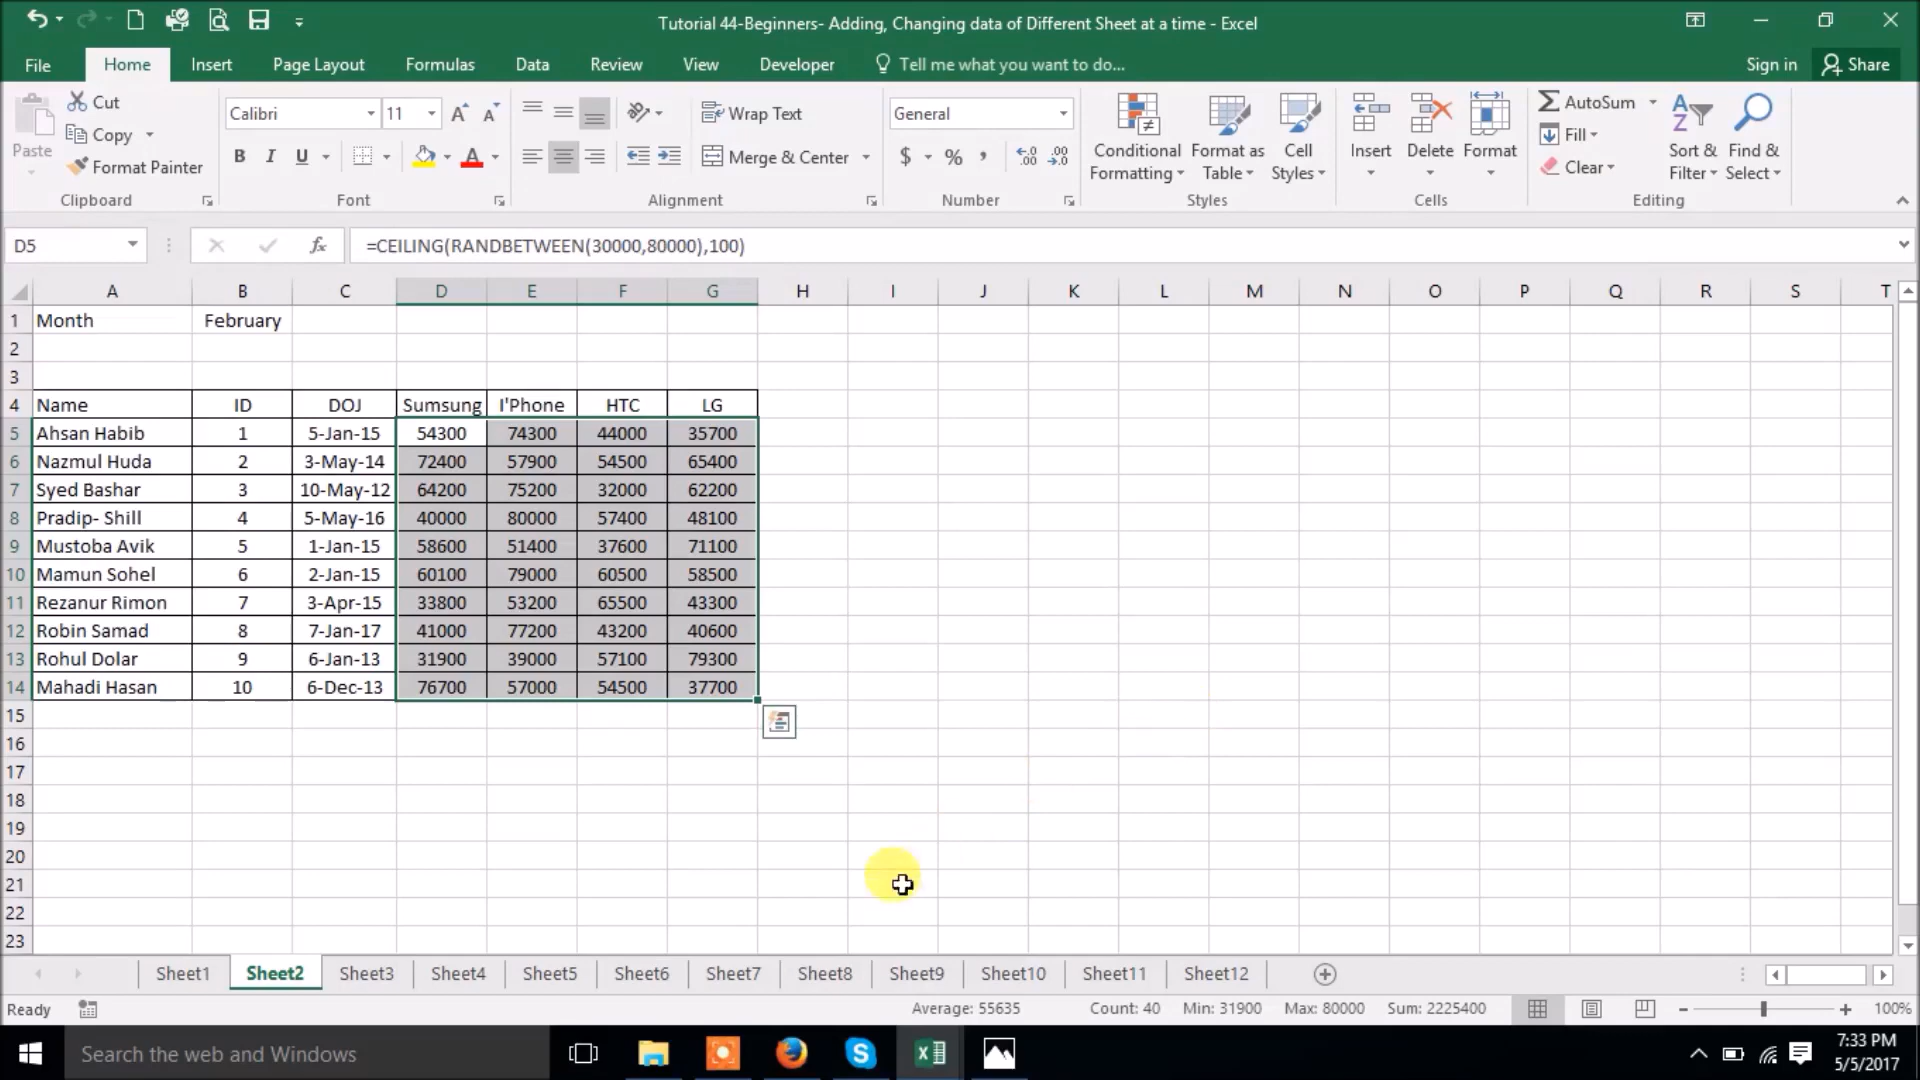 Tutorial 44-Beginners- Adding, Changing data of Different Sheet at a time - Excel
File Home Insert Page Layout Formulas Data Review View Developer Tell me what you want to do... Sign in Share
Cut
Copy
Format Painter
Paste
Clipboard
Calibri 11
B I U A
Font
Wrap Text
Merge & Center
Alignment
General
$ % ,
Number
Conditional Formatting
Format as Table
Cell Styles
Styles
Insert Delete Format
Cells
AutoSum
Fill
Clear
Sort & Filter
Find & Select
Editing
D5 fx =CEILING(RANDBETWEEN(30000,80000),100)
A B C D E F G H I J K L M N O P Q R S T
1 Month February
2
3
4 Name ID DOJ Sumsung I'Phone HTC LG
5 Ahsan Habib 1 5-Jan-15 54300 74300 44000 35700
6 Nazmul Huda 2 3-May-14 72400 57900 54500 65400
7 Syed Bashar 3 10-May-12 64200 75200 32000 62200
8 Pradip- Shill 4 5-May-16 40000 80000 57400 48100
9 Mustoba Avik 5 1-Jan-15 58600 51400 37600 71100
10 Mamun Sohel 6 2-Jan-15 60100 79000 60500 58500
11 Rezanur Rimon 7 3-Apr-15 33800 53200 65500 43300
12 Robin Samad 8 7-Jan-17 41000 77200 43200 40600
13 Rohul Dolar 9 6-Jan-13 31900 39000 57100 79300
14 Mahadi Hasan 10 6-Dec-13 76700 57000 54500 37700
15
16
17
18
19
20
21
22
23
Sheet1 Sheet2 Sheet3 Sheet4 Sheet5 Sheet6 Sheet7 Sheet8 Sheet9 Sheet10 Sheet11 Sheet12
Ready Average: 55635 Count: 40 Min: 31900 Max: 80000 Sum: 2225400 100%
Search the web and Windows
7:33 PM
5/5/2017